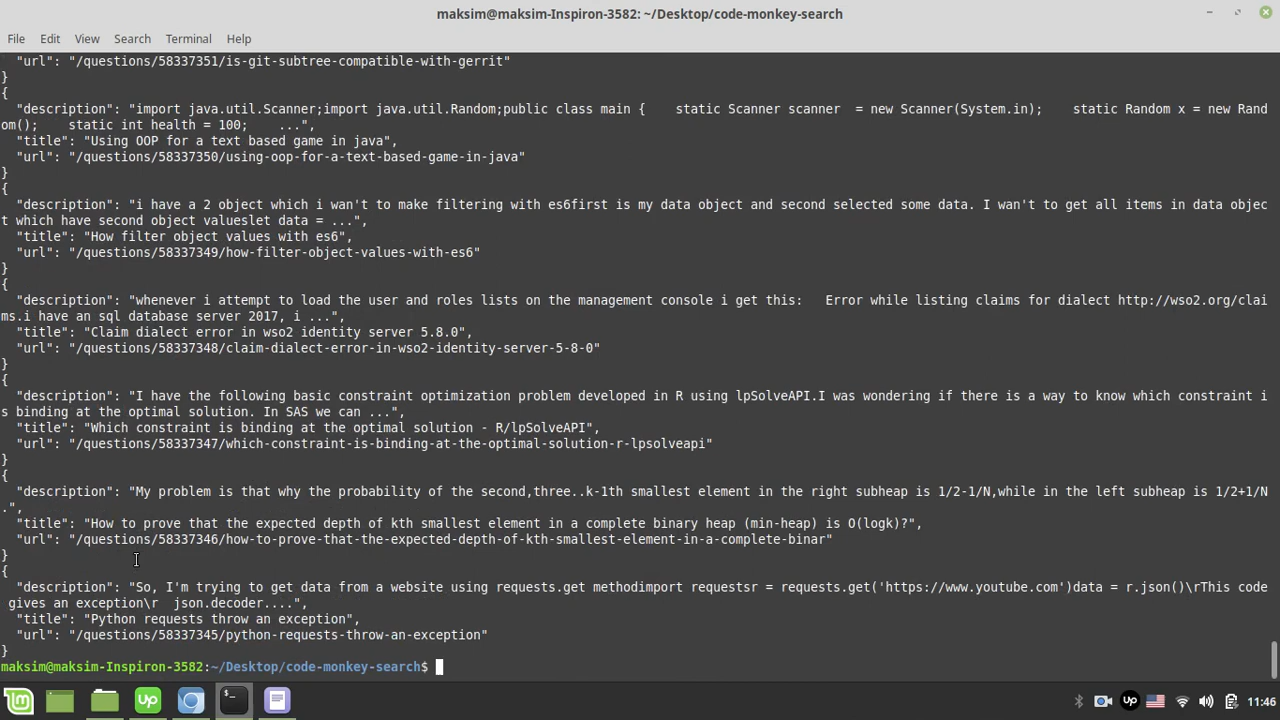 maksim@maksim-Inspiron-3582: ~/Desktop/code-monkey-search
File Edit View Search Terminal Help
"url": "/questions/58337351/is-git-subtree-compatible-with-gerrit"
}
{
"description": "import java.util.Scanner;import java.util.Random;public class main {    static Scanner scanner  = new Scanner(System.in);    static Random x = new Rand
om();    static int health = 100;    ...",
"title": "Using OOP for a text based game in java",
"url": "/questions/58337350/using-oop-for-a-text-based-game-in-java"
}
{
"description": "i have a 2 object which i wan't to make filtering with es6first is my data object and second selected some data. I wan't to get all items in data objec
t which have second object valueslet data = ...",
"title": "How filter object values with es6",
"url": "/questions/58337349/how-filter-object-values-with-es6"
}
{
"description": "whenever i attempt to load the user and roles lists on the management console i get this:   Error while listing claims for dialect http://wso2.org/clai
ms.i have an sql database server 2017, i ...",
"title": "Claim dialect error in wso2 identity server 5.8.0",
"url": "/questions/58337348/claim-dialect-error-in-wso2-identity-server-5-8-0"
}
{
"description": "I have the following basic constraint optimization problem developed in R using lpSolveAPI.I was wondering if there is a way to know which constraint i
s binding at the optimal solution. In SAS we can ...",
"title": "Which constraint is binding at the optimal solution - R/lpSolveAPI",
"url": "/questions/58337347/which-constraint-is-binding-at-the-optimal-solution-r-lpsolveapi"
}
{
"description": "My problem is that why the probability of the second,three..k-1th smallest element in the right subheap is 1/2-1/N,while in the left subheap is 1/2+1/N
.",
"title": "How to prove that the expected depth of kth smallest element in a complete binary heap (min-heap) is O(logk)?",
"url": "/questions/58337346/how-to-prove-that-the-expected-depth-of-kth-smallest-element-in-a-complete-binar"
}
{
"description": "So, I'm trying to get data from a website using requests.get methodimport requestsr = requests.get('https://www.youtube.com')data = r.json()\rThis code
gives an exception\r  json.decoder....",
"title": "Python requests throw an exception",
"url": "/questions/58337345/python-requests-throw-an-exception"
}
maksim@maksim-Inspiron-3582:~/Desktop/code-monkey-search$
Up Up 11:46